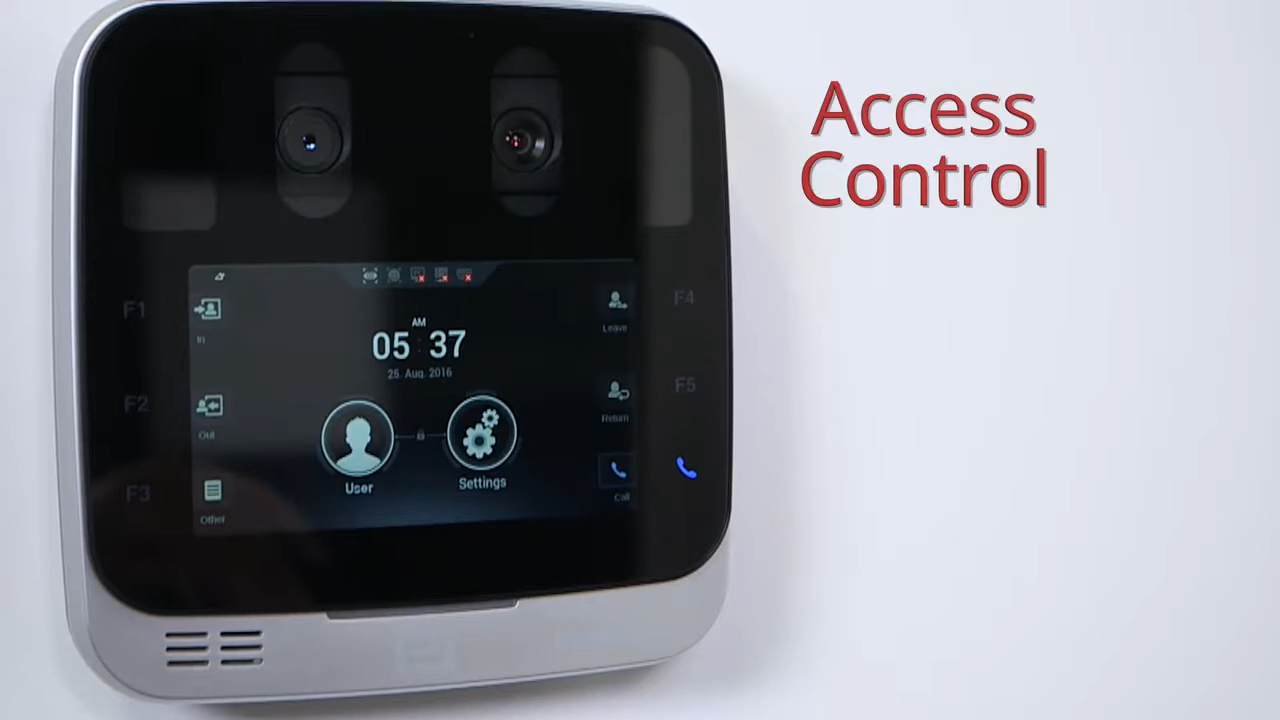 Access
Control
F1
In
AM
05:37
25. Aug. 2016
Leave
F4
F2
Out
Return
F5
User
Settings
F3
Other
Call